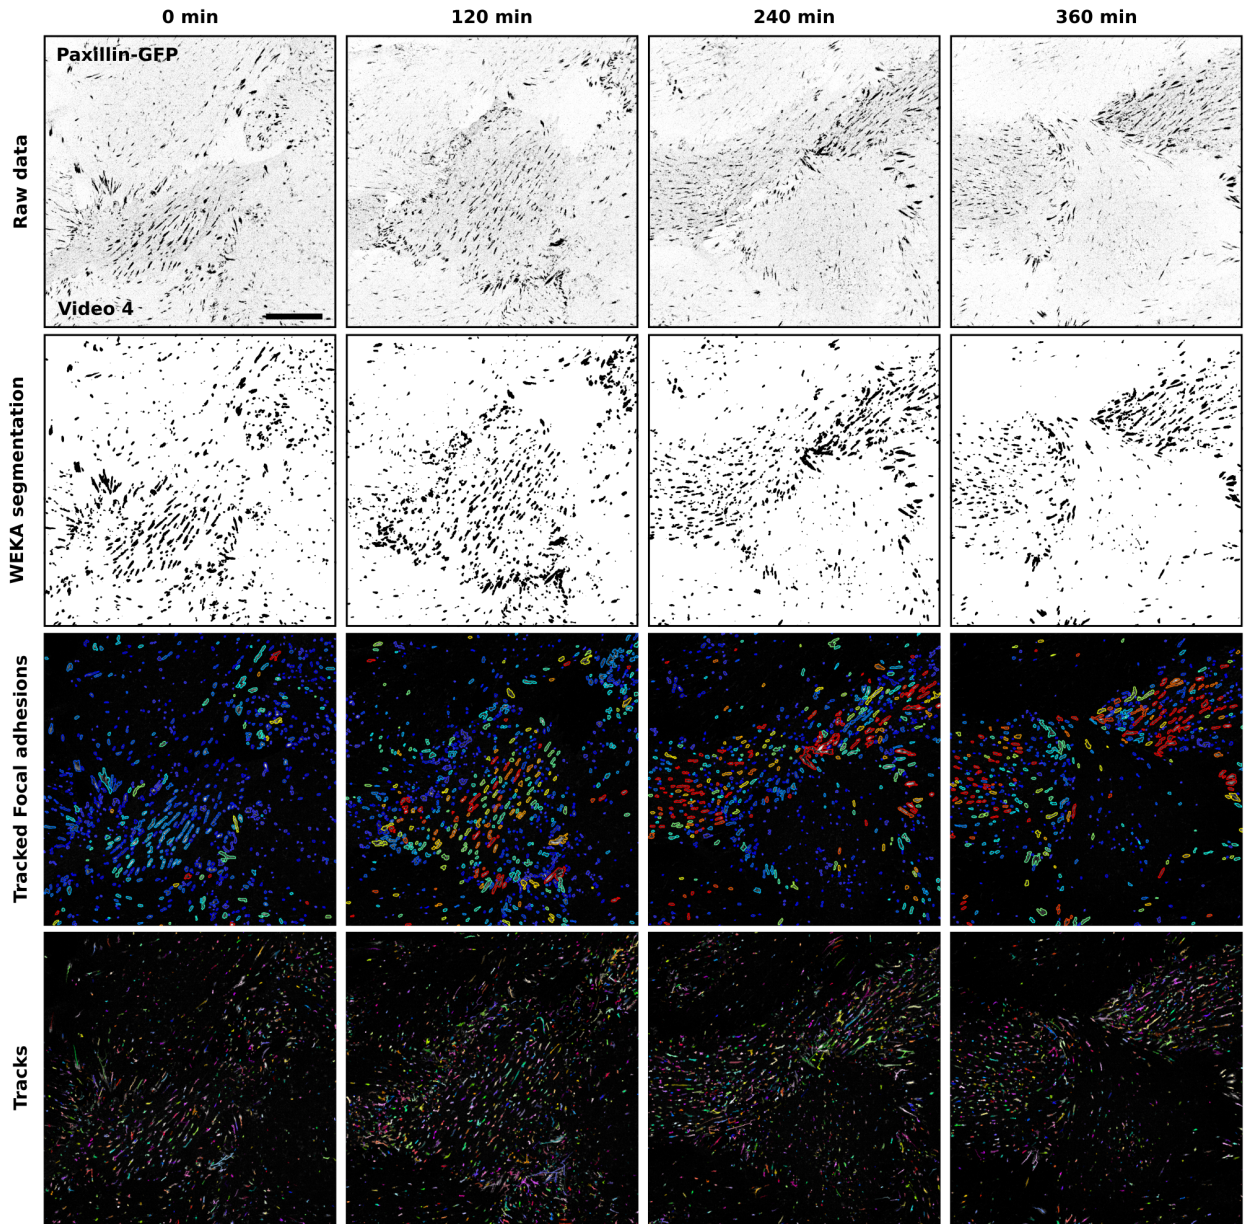 0 min
120 min
240 min
360 min
Raw data
Paxillin-GFP
Video 4
WEKA segmentation
Tracked Focal adhesions
Tracks